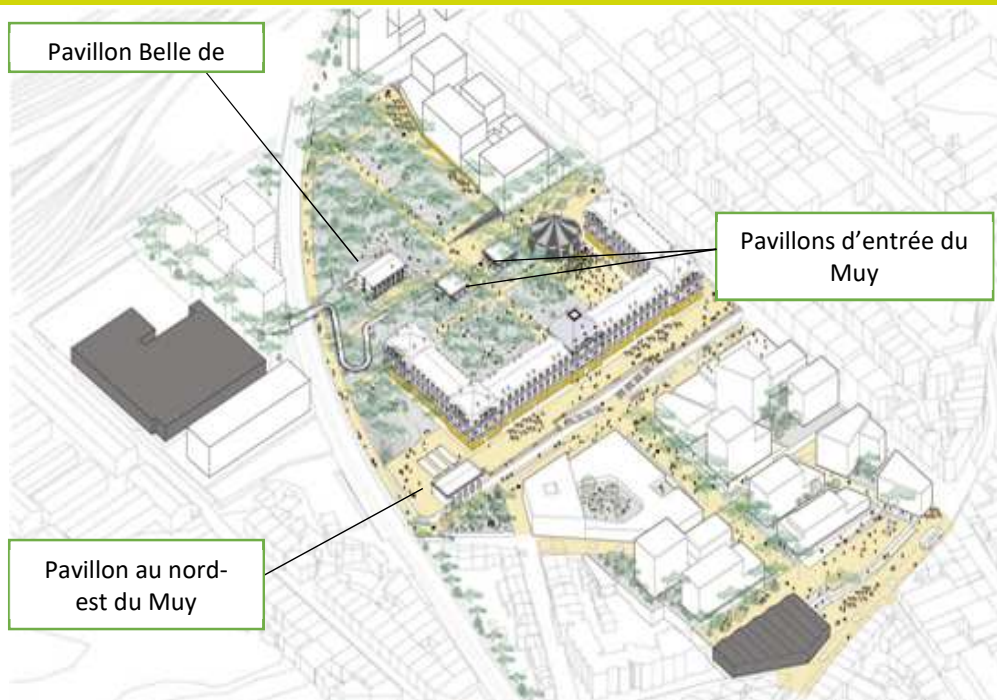 Pavillon Belle de
Pavillons d'entrée du
Muy
Pavillon au nord-
est du Muy